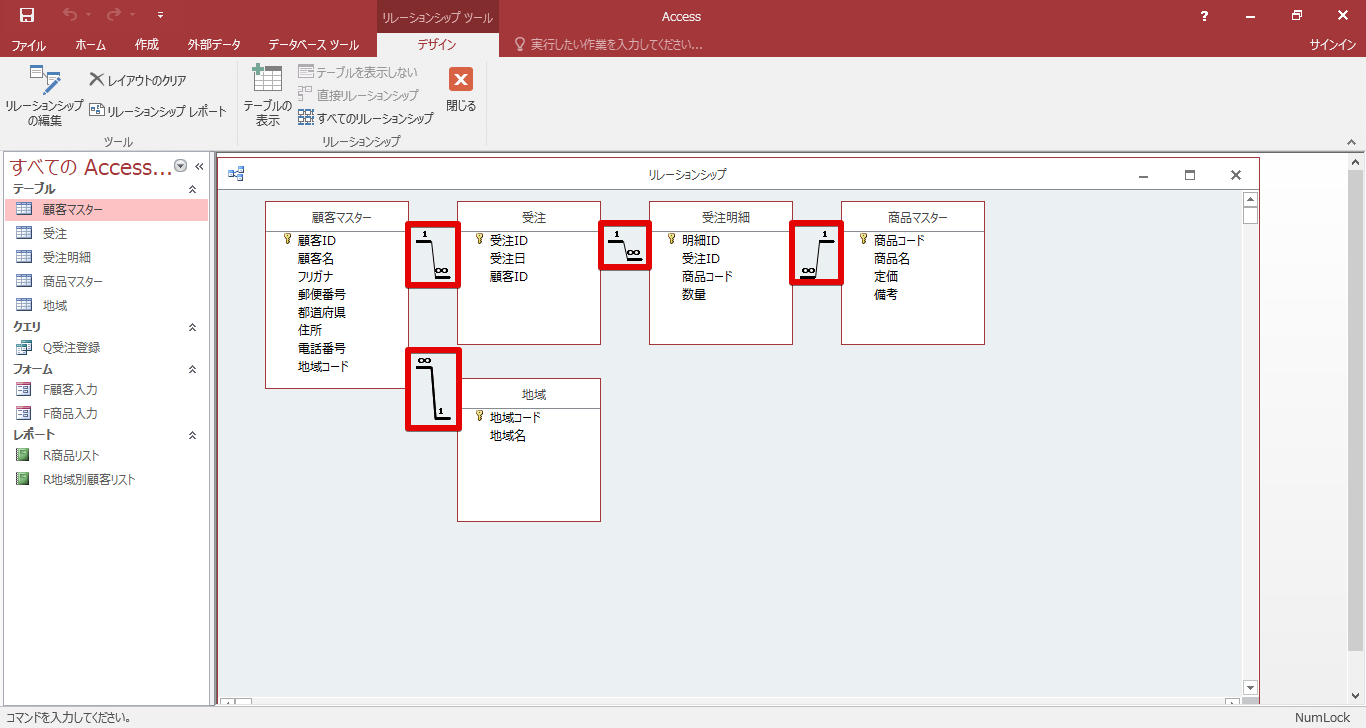 リレーションシップ ツール
Access
?
ファイル ホーム 作成 外部データ データベース ツール デザイン 実行したい作業を入力してください... サインイン
リレーションシップの編集
レイアウトのクリア
リレーションシップ レポート
ツール
テーブルの表示
テーブルを表示しない
直接リレーションシップ
すべてのリレーションシップ
閉じる
リレーションシップ
すべての Access...
テーブル
顧客マスター
受注
受注明細
商品マスター
地域
クエリ
Q受注登録
フォーム
F顧客入力
F商品入力
レポート
R商品リスト
R地域別顧客リスト
リレーションシップ
顧客マスター
顧客ID
顧客名
フリガナ
郵便番号
都道府県
住所
電話番号
地域コード
1
∞
受注
受注ID
受注日
顧客ID
1
∞
受注明細
明細ID
受注ID
商品コード
数量
1
∞
商品マスター
商品コード
商品名
定価
備考
∞
1
地域
地域コード
地域名
コマンドを入力してください。
NumLock